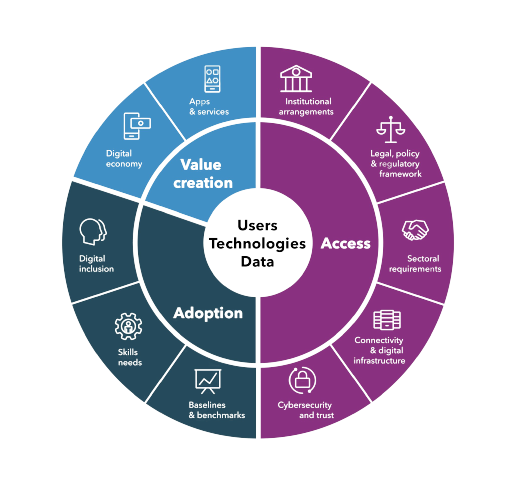 Apps
& services
Institutional
arrangements
Digital
economy
Legal, policy
& regulatory
framework
Value
creation
Users
Technologies
Data
Access
Digital
inclusion
Sectoral
requirements
Adoption
Skills
needs
Connectivity
& digital
infrastructure
Baselines
& benchmarks
Cybersecurity
and trust